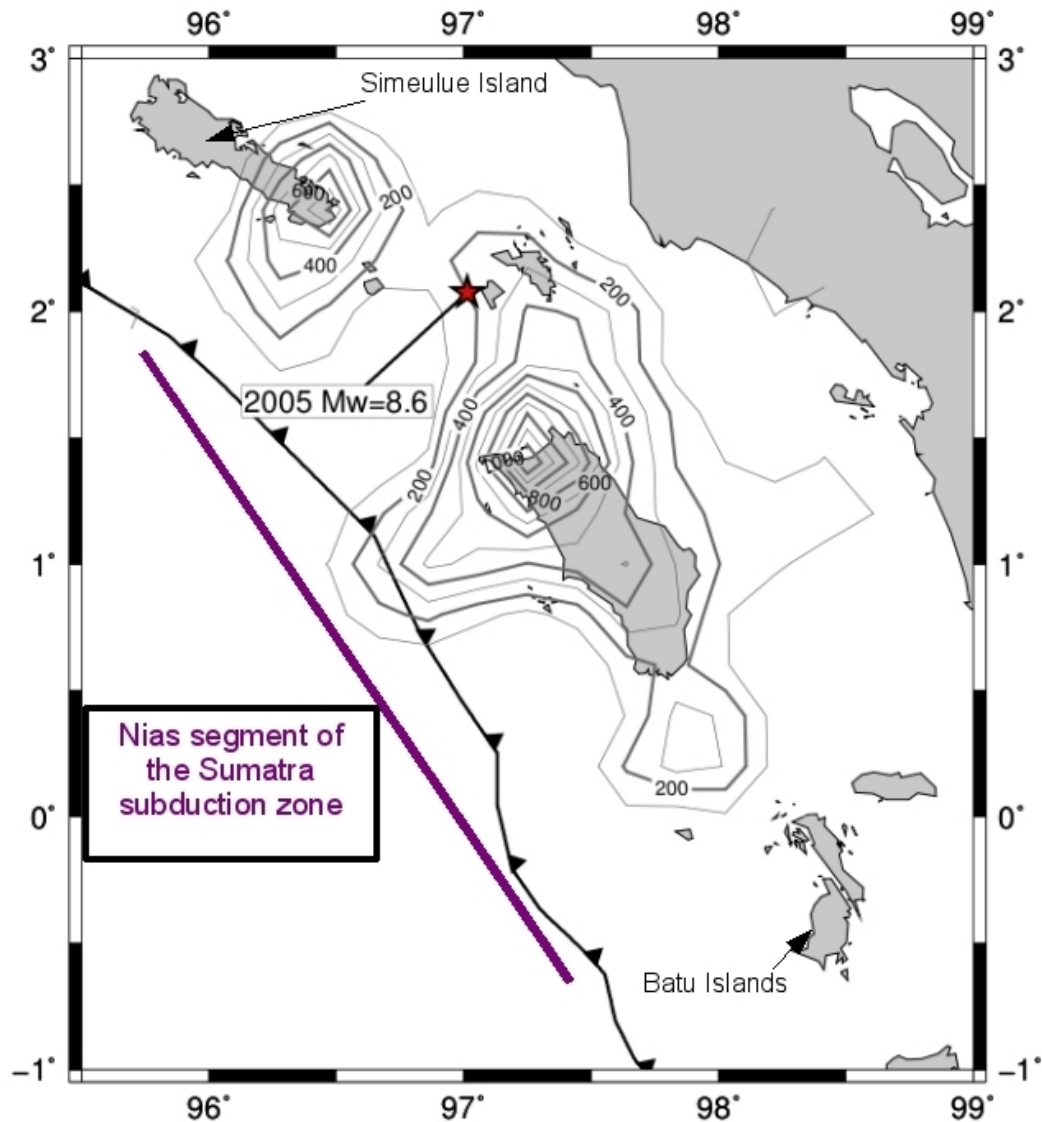 96° 97° 98° 99°
3° 3°
Simeulue Island
600
200
400
200
2° 2°
2005 Mw=8.6
400
400
200
1000
600
800
1° 1°
Nias segment of
the Sumatra
subduction zone
200
0° 0°
Batu Islands
−1° −1°
96° 97° 98° 99°